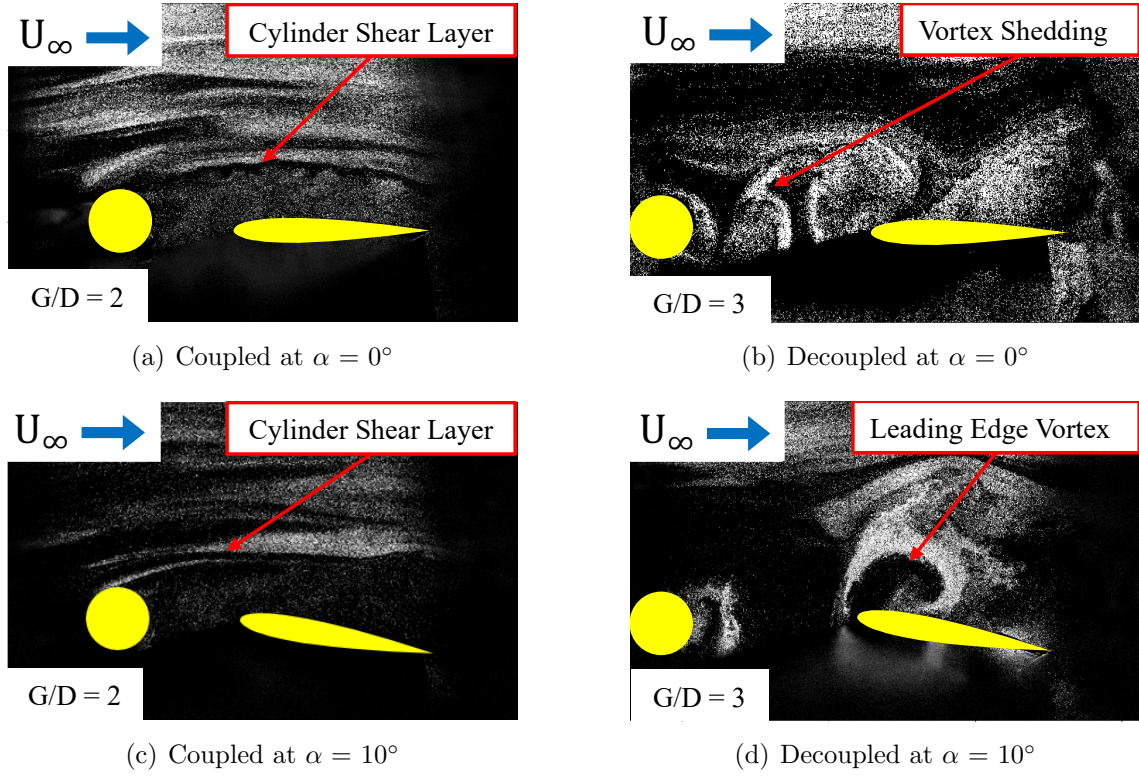 U∞
Cylinder Shear Layer
G/D = 2
(a) Coupled at α = 0°
U∞
Vortex Shedding
G/D = 3
(b) Decoupled at α = 0°
U∞
Cylinder Shear Layer
G/D = 2
(c) Coupled at α = 10°
U∞
Leading Edge Vortex
G/D = 3
(d) Decoupled at α = 10°